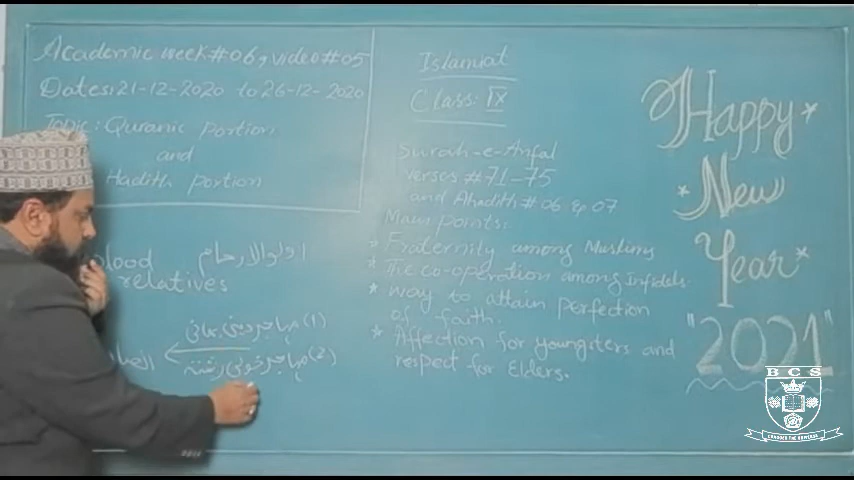 Academic week # 06, video # 05
Dates: 21-12-2020 to 26-12-2020
Topic: Quranic portion
and
Hadith portion
Islamiat
Class: IX
Surah-e-Anfal
verses # 71-75
and Ahadith # 06 & 07
Main points:
* Fraternity among Muslims
* The co-operation among Infidels.
* way to attain perfection
of faith.
* Affection for youngsters and
respect for Elders.
blood
relatives
اولوالارحام
(1) مہاجر دینی بھائی
(2) مہاجر خونی رشتہ
Happy
New
Year
"2021"
BCS
CONQUER THE UNIVERSE